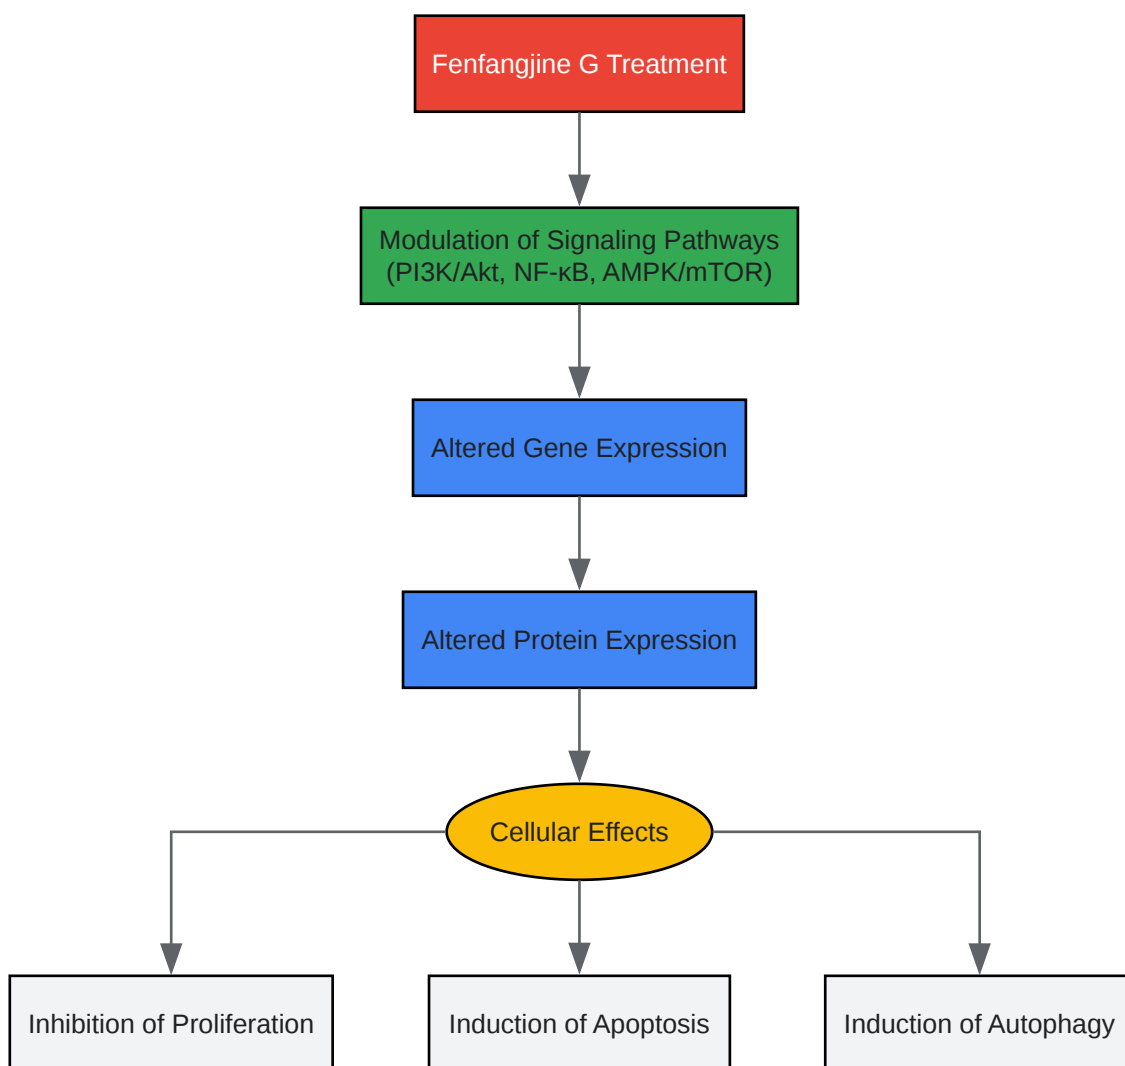 Fenfangjine G Treatment
Modulation of Signaling Pathways
(PI3K/Akt, NF-κB, AMPK/mTOR)
Altered Gene Expression
Altered Protein Expression
Cellular Effects
Inhibition of Proliferation
Induction of Apoptosis
Induction of Autophagy